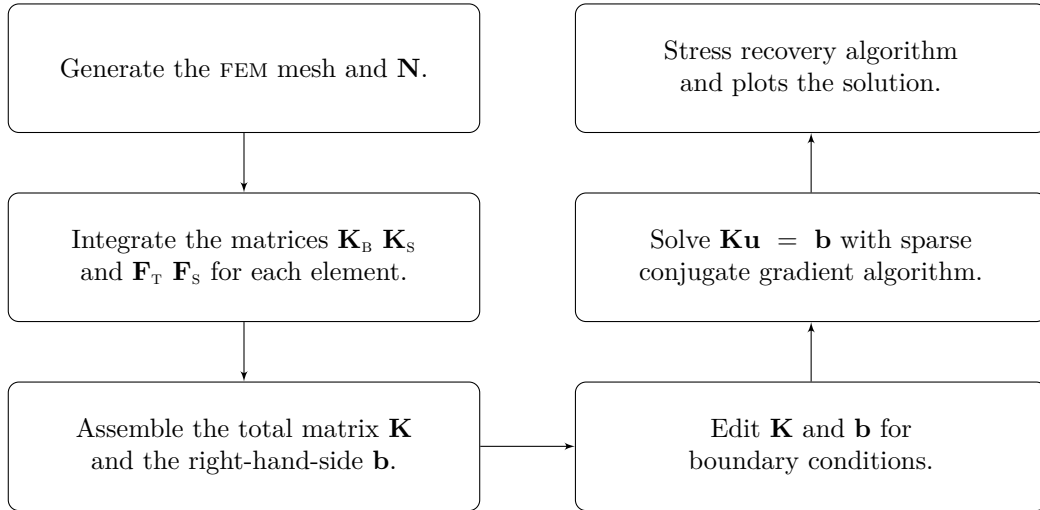 Generate the FEM mesh and N.
Integrate the matrices K_B K_S
and F_T F_S for each element.
Assemble the total matrix K
and the right-hand-side b.
Edit K and b for
boundary conditions.
Solve Ku = b with sparse
conjugate gradient algorithm.
Stress recovery algorithm
and plots the solution.